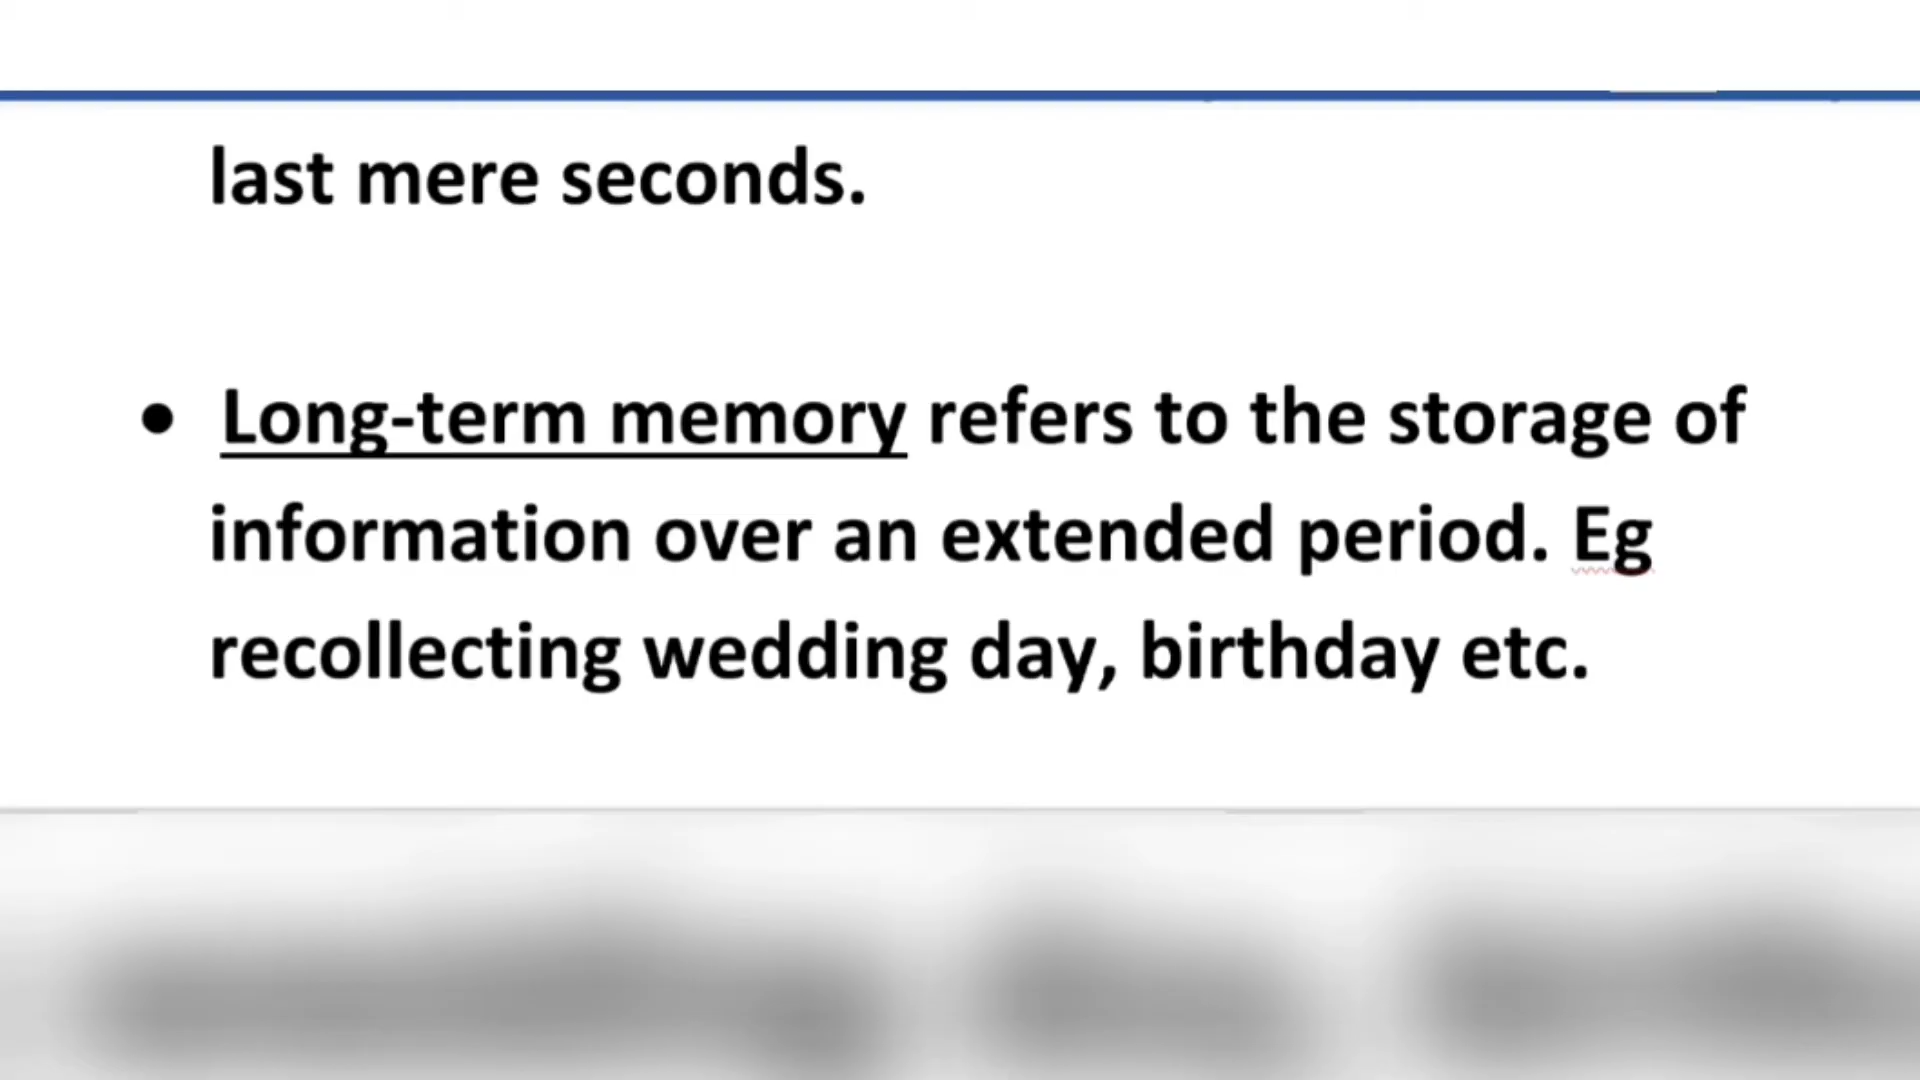 last mere seconds.
• Long-term memory refers to the storage of
information over an extended period. Eg
recollecting wedding day, birthday etc.